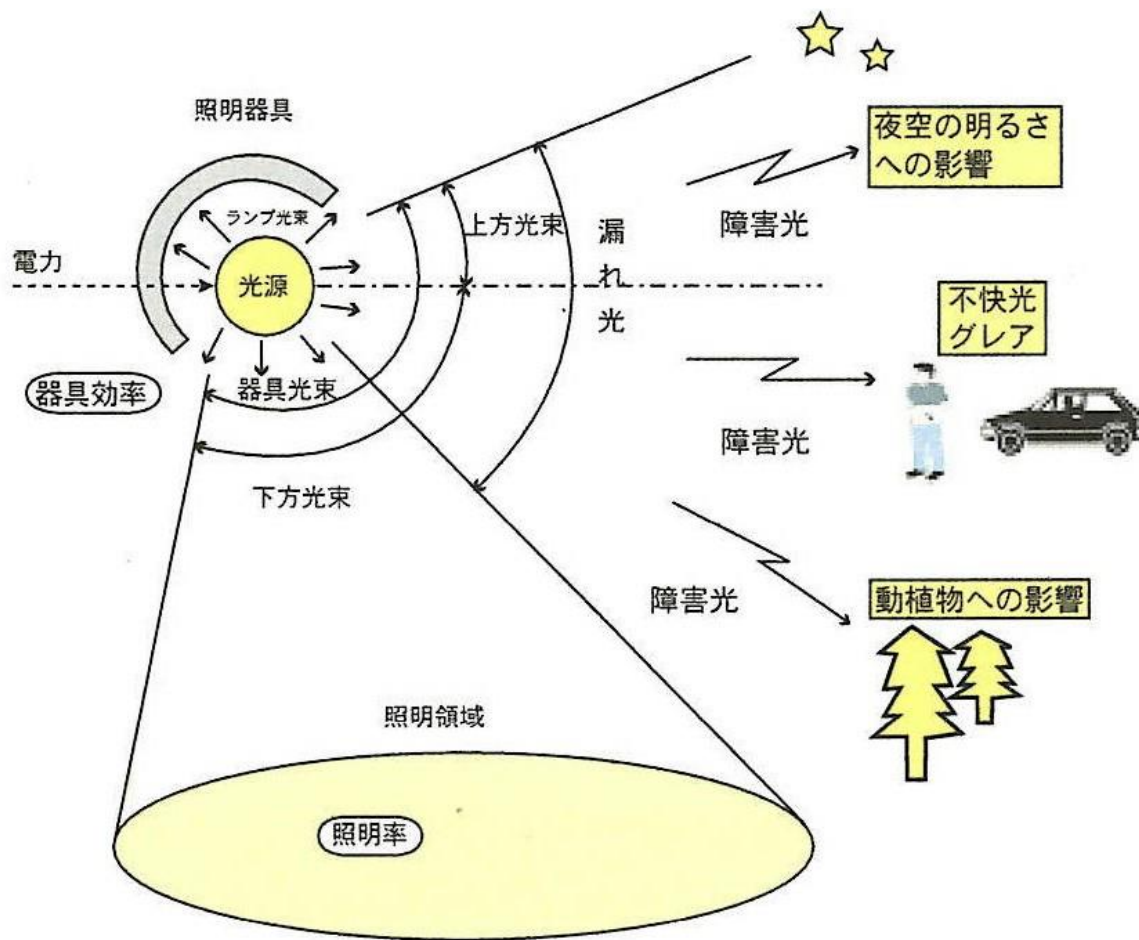 照明器具
夜空の明るさ
への影響
ランプ光束
上方光束
漏れ光
障害光
電力
光源
不快光
グレア
器具効率
器具光束
障害光
下方光束
障害光
動植物への影響
照明領域
照明率